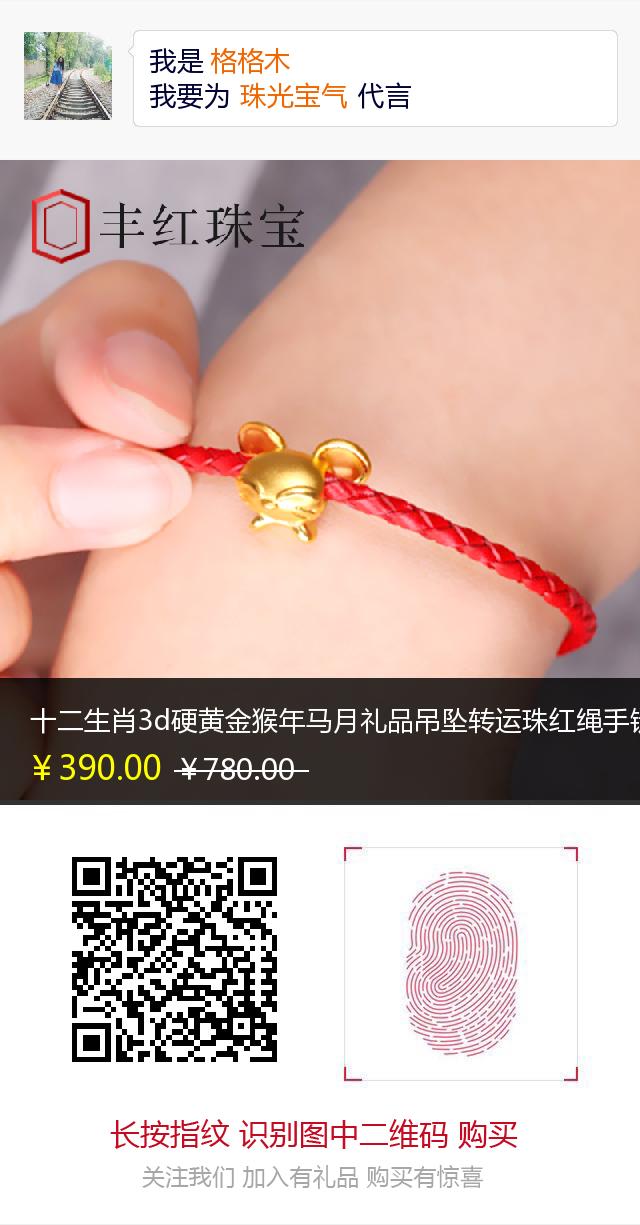 我是 格格木
我要为 珠光宝气 代言
丰红珠宝
十二生肖3d硬黄金猴年马月礼品吊坠转运珠红绳手
￥390.00 ￥780.00
长按指纹 识别图中二维码 购买
关注我们 加入有礼品 购买有惊喜